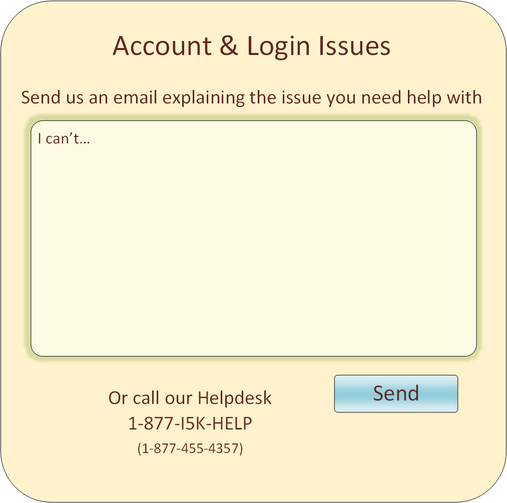 Account & Login Issues
Send us an email explaining the issue you need help with
I can't...
Send
Or call our Helpdesk
1-877-I5K-HELP
(1-877-455-4357)